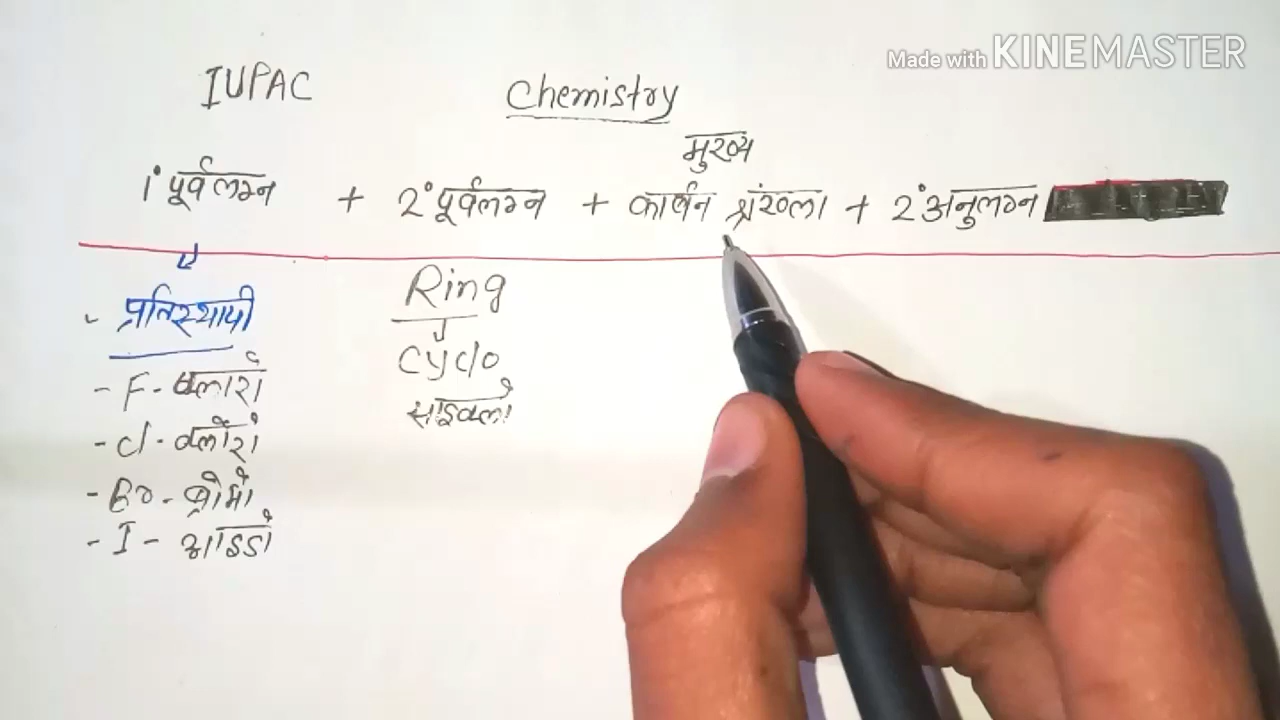 Made with KINEMASTER
IUPAC Chemistry
मुख्य
1° पूर्वलग्न + 2° पूर्वलग्न + कार्बन श्रंखला + 2° अनुलग्न
प्रतिस्थायी
Ring
- F - फ्लोरो
Cyclo
साइक्लो
- Cl - क्लोरो
- Br - ब्रोमो
- I - आइडो